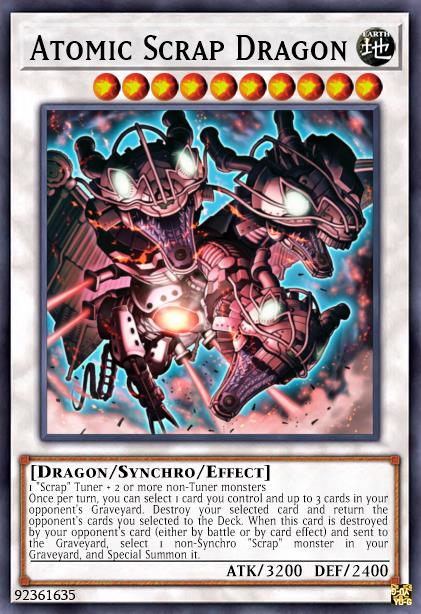 ATOMIC SCRAP DRAGON
EARTH
地
[DRAGON/SYNCHRO/EFFECT]
1 "Scrap" Tuner + 2 or more non-Tuner monsters
Once per turn, you can select 1 card you control and up to 3 cards in your
opponent's Graveyard. Destroy your selected card and return the
opponent's cards you selected to the Deck. When this card is destroyed
by your opponent's card (either by battle or by card effect) and sent to
the Graveyard, select 1 non-Synchro "Scrap" monster in your
Graveyard, and Special Summon it.
ATK/3200 DEF/2400
92361635